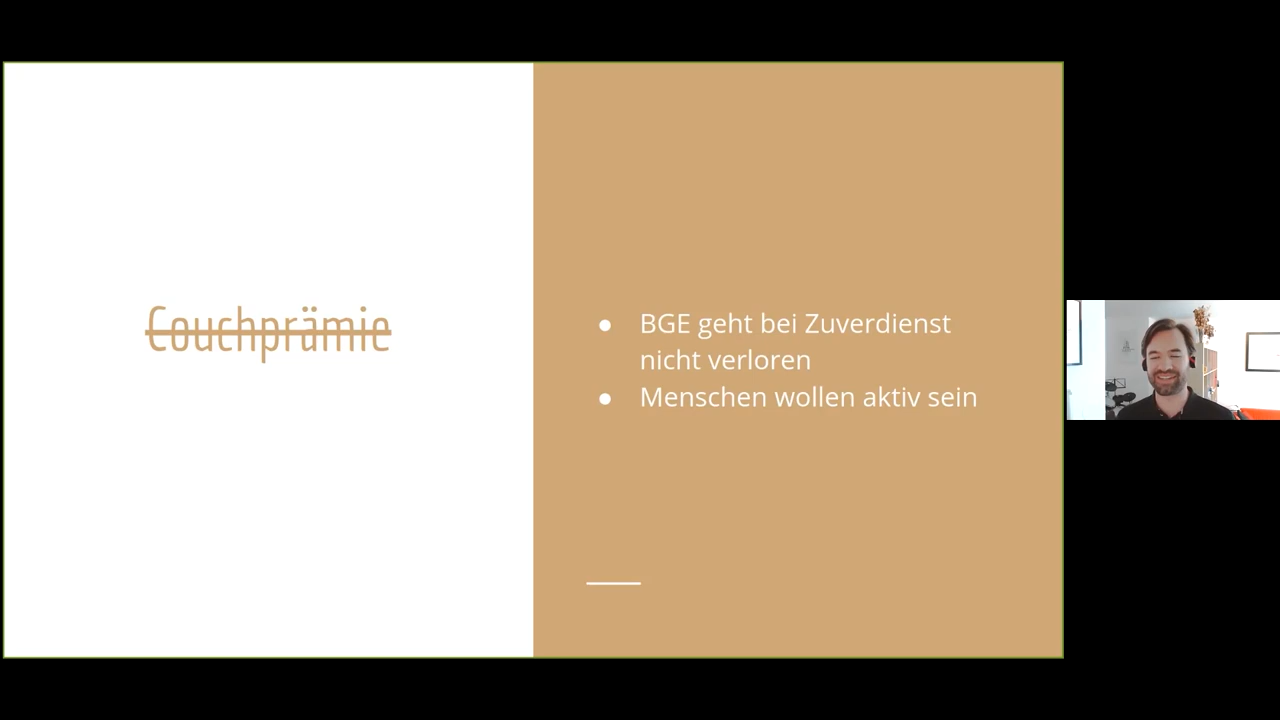 Couchprämie
● BGE geht bei Zuverdienst
nicht verloren
● Menschen wollen aktiv sein